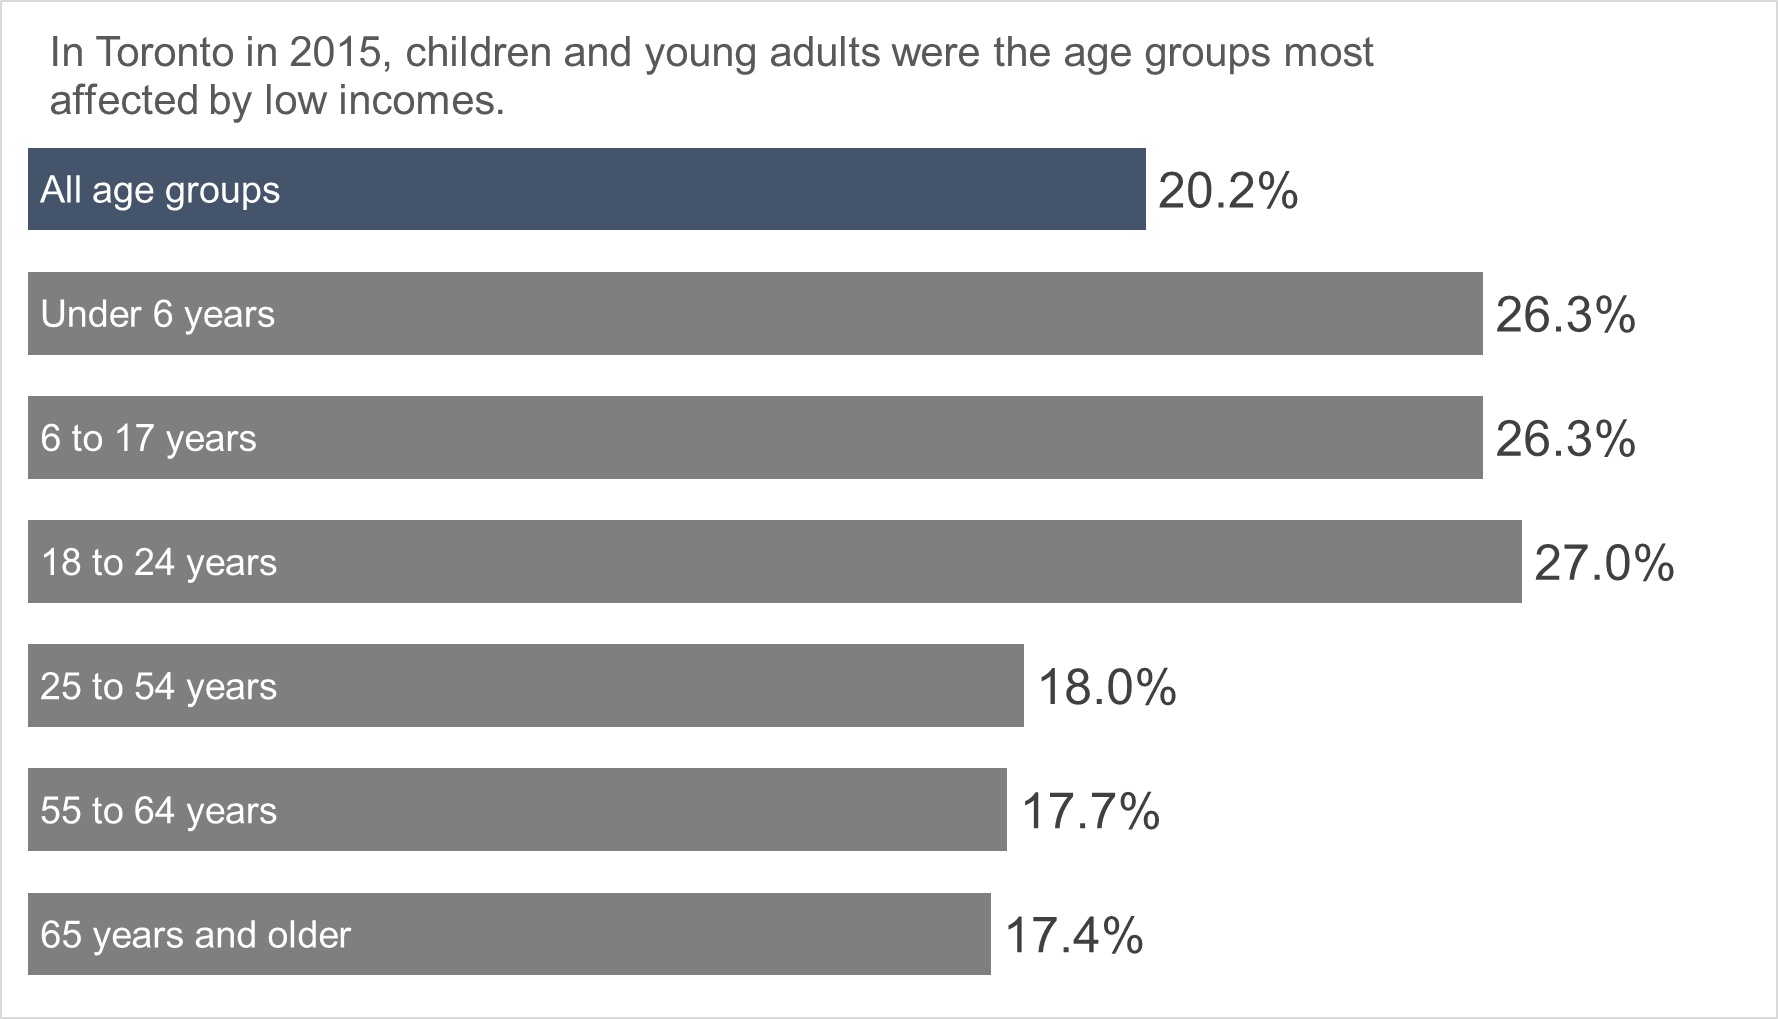 In Toronto in 2015, children and young adults were the age groups most
affected by low incomes.
All age groups 20.2%
Under 6 years 26.3%
6 to 17 years 26.3%
18 to 24 years 27.0%
25 to 54 years 18.0%
55 to 64 years 17.7%
65 years and older 17.4%